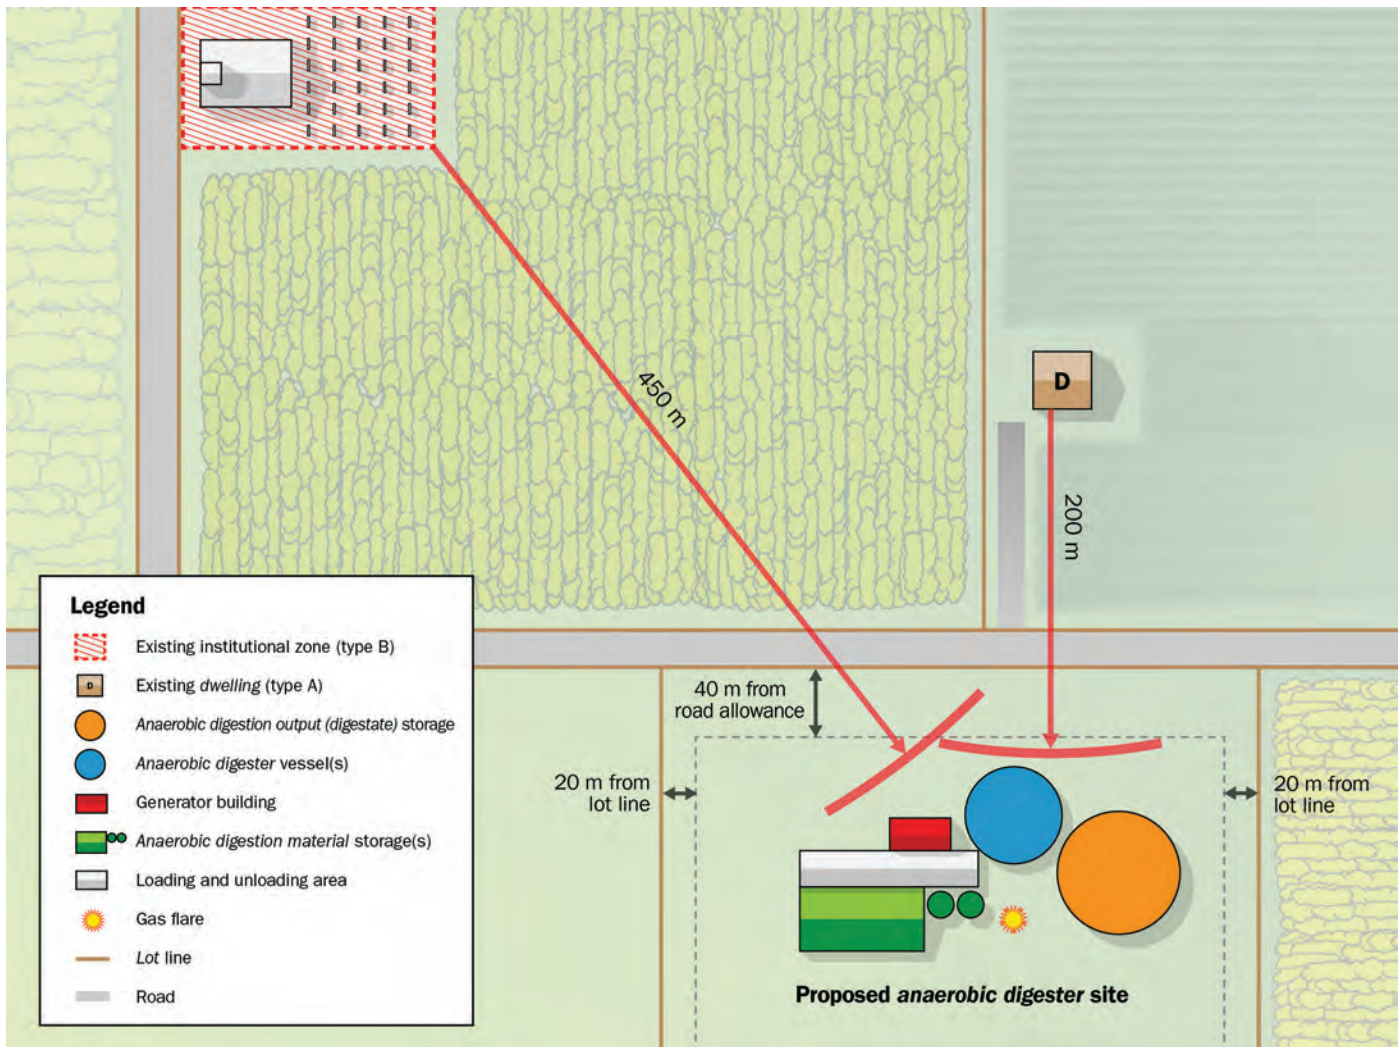 D
450 m
200 m
40 m from
road allowance
20 m from
lot line
20 m from
lot line
Proposed anaerobic digester site
Legend
Existing institutional zone (type B)
D
Existing dwelling (type A)
Anaerobic digestion output (digestate) storage
Anaerobic digester vessel(s)
Generator building
Anaerobic digestion material storage(s)
Loading and unloading area
Gas flare
Lot line
Road